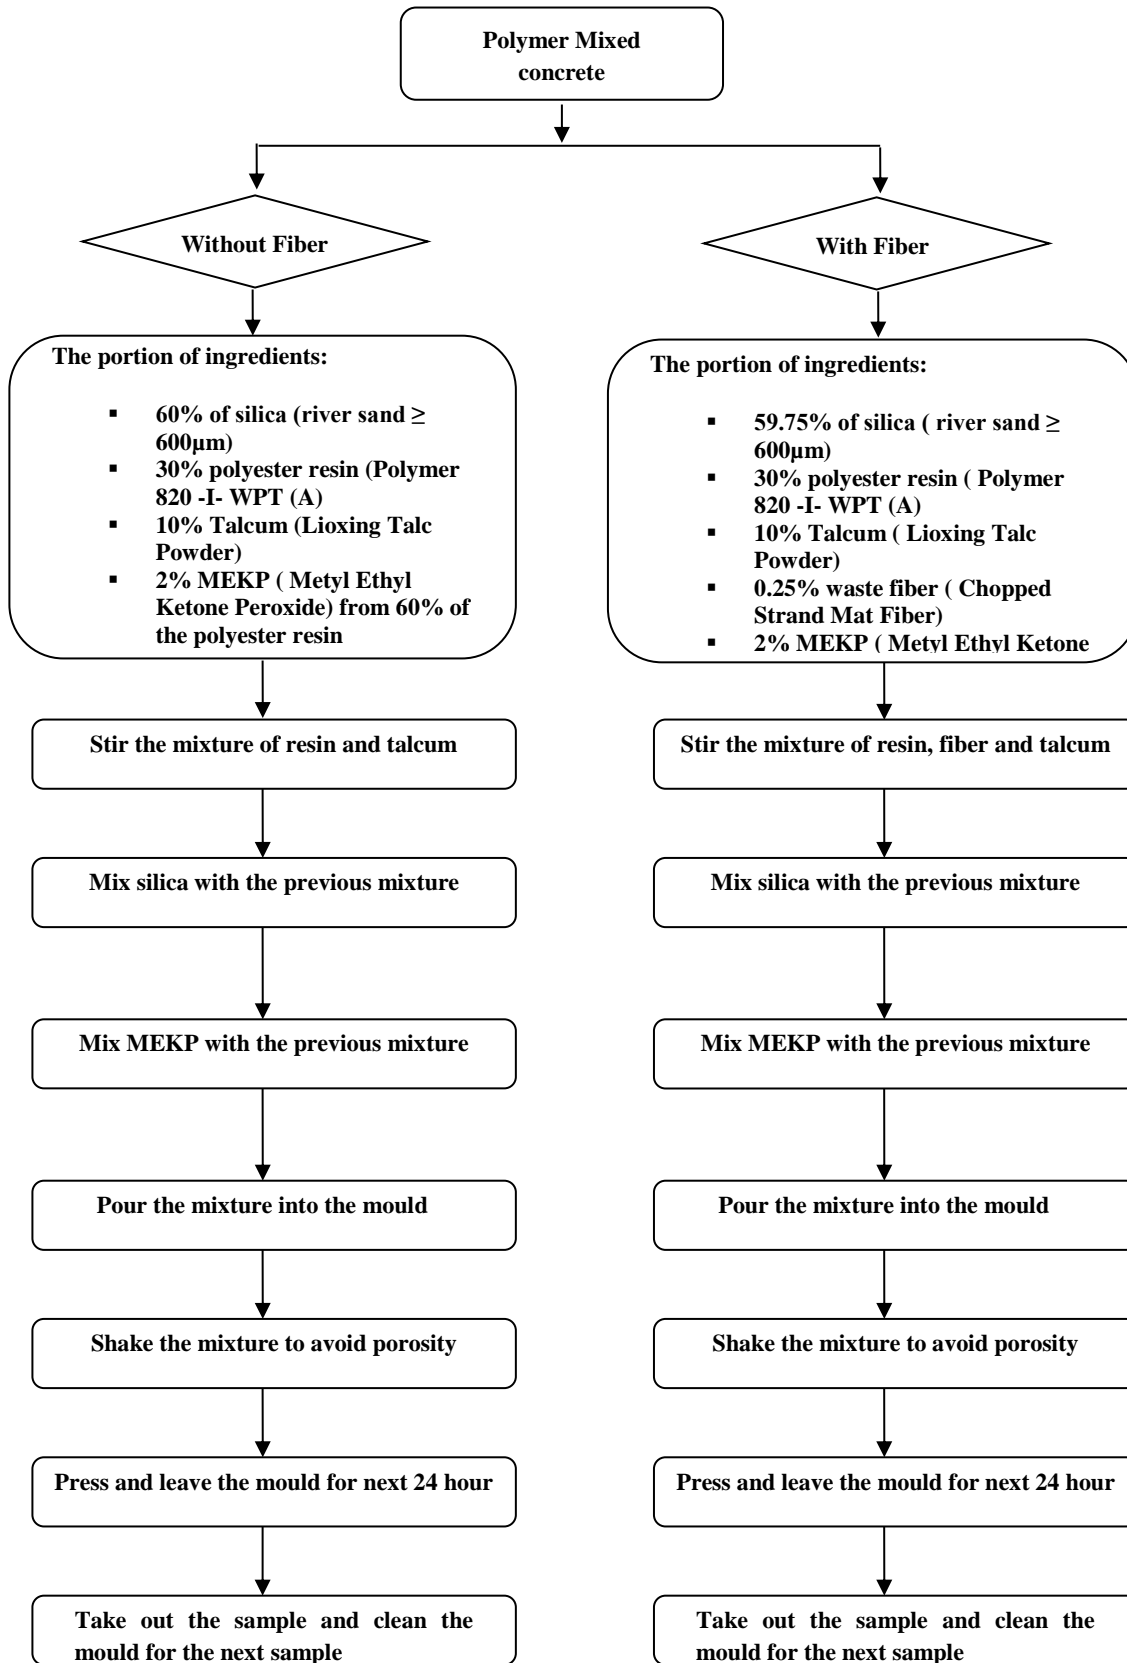 Polymer Mixed
concrete
Without Fiber
With Fiber
The portion of ingredients:
▪ 60% of silica (river sand ≥
600µm)
▪ 30% polyester resin (Polymer
820 -I- WPT (A)
▪ 10% Talcum (Lioxing Talc
Powder)
▪ 2% MEKP ( Metyl Ethyl
Ketone Peroxide) from 60% of
the polyester resin
The portion of ingredients:
▪ 59.75% of silica ( river sand ≥
600µm)
▪ 30% polyester resin ( Polymer
820 -I- WPT (A)
▪ 10% Talcum ( Lioxing Talc
Powder)
▪ 0.25% waste fiber ( Chopped
Strand Mat Fiber)
▪ 2% MEKP ( Metyl Ethyl Ketone
Stir the mixture of resin and talcum
Stir the mixture of resin, fiber and talcum
Mix silica with the previous mixture
Mix silica with the previous mixture
Mix MEKP with the previous mixture
Mix MEKP with the previous mixture
Pour the mixture into the mould
Pour the mixture into the mould
Shake the mixture to avoid porosity
Shake the mixture to avoid porosity
Press and leave the mould for next 24 hour
Press and leave the mould for next 24 hour
Take out the sample and clean the
mould for the next sample
Take out the sample and clean the
mould for the next sample